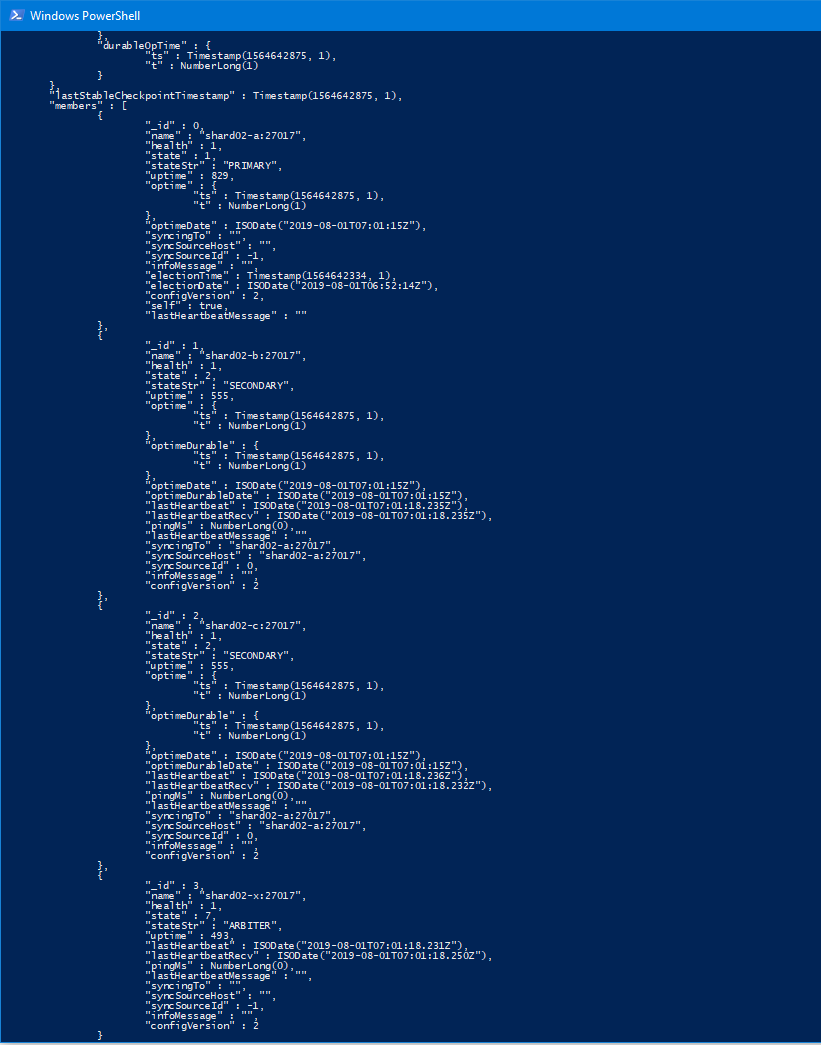 Windows PowerShell
},
"durableOpTime" : {
"ts" : Timestamp(1564642875, 1),
"t" : NumberLong(1)
}
},
"lastStableCheckpointTimestamp" : Timestamp(1564642875, 1),
"members" : [
{
"_id" : 0,
"name" : "shard02-a:27017",
"health" : 1,
"state" : 1,
"stateStr" : "PRIMARY",
"uptime" : 829,
"optime" : {
"ts" : Timestamp(1564642875, 1),
"t" : NumberLong(1)
},
"optimeDate" : ISODate("2019-08-01T07:01:15Z"),
"syncingTo" : "",
"syncSourceHost" : "",
"syncSourceId" : -1,
"infoMessage" : "",
"electionTime" : Timestamp(1564642334, 1),
"electionDate" : ISODate("2019-08-01T06:52:14Z"),
"configVersion" : 2,
"self" : true,
"lastHeartbeatMessage" : ""
},
{
"_id" : 1,
"name" : "shard02-b:27017",
"health" : 1,
"state" : 2,
"stateStr" : "SECONDARY",
"uptime" : 555,
"optime" : {
"ts" : Timestamp(1564642875, 1),
"t" : NumberLong(1)
},
"optimeDurable" : {
"ts" : Timestamp(1564642875, 1),
"t" : NumberLong(1)
},
"optimeDate" : ISODate("2019-08-01T07:01:15Z"),
"optimeDurableDate" : ISODate("2019-08-01T07:01:15Z"),
"lastHeartbeat" : ISODate("2019-08-01T07:01:18.235Z"),
"lastHeartbeatRecv" : ISODate("2019-08-01T07:01:18.235Z"),
"pingMs" : NumberLong(0),
"lastHeartbeatMessage" : "",
"syncingTo" : "shard02-a:27017",
"syncSourceHost" : "shard02-a:27017",
"syncSourceId" : 0,
"infoMessage" : "",
"configVersion" : 2
},
{
"_id" : 2,
"name" : "shard02-c:27017",
"health" : 1,
"state" : 2,
"stateStr" : "SECONDARY",
"uptime" : 555,
"optime" : {
"ts" : Timestamp(1564642875, 1),
"t" : NumberLong(1)
},
"optimeDurable" : {
"ts" : Timestamp(1564642875, 1),
"t" : NumberLong(1)
},
"optimeDate" : ISODate("2019-08-01T07:01:15Z"),
"optimeDurableDate" : ISODate("2019-08-01T07:01:15Z"),
"lastHeartbeat" : ISODate("2019-08-01T07:01:18.236Z"),
"lastHeartbeatRecv" : ISODate("2019-08-01T07:01:18.232Z"),
"pingMs" : NumberLong(0),
"lastHeartbeatMessage" : "",
"syncingTo" : "shard02-a:27017",
"syncSourceHost" : "shard02-a:27017",
"syncSourceId" : 0,
"infoMessage" : "",
"configVersion" : 2
},
{
"_id" : 3,
"name" : "shard02-x:27017",
"health" : 1,
"state" : 7,
"stateStr" : "ARBITER",
"uptime" : 493,
"lastHeartbeat" : ISODate("2019-08-01T07:01:18.231Z"),
"lastHeartbeatRecv" : ISODate("2019-08-01T07:01:18.250Z"),
"pingMs" : NumberLong(0),
"lastHeartbeatMessage" : "",
"syncingTo" : "",
"syncSourceHost" : "",
"syncSourceId" : -1,
"infoMessage" : "",
"configVersion" : 2
}